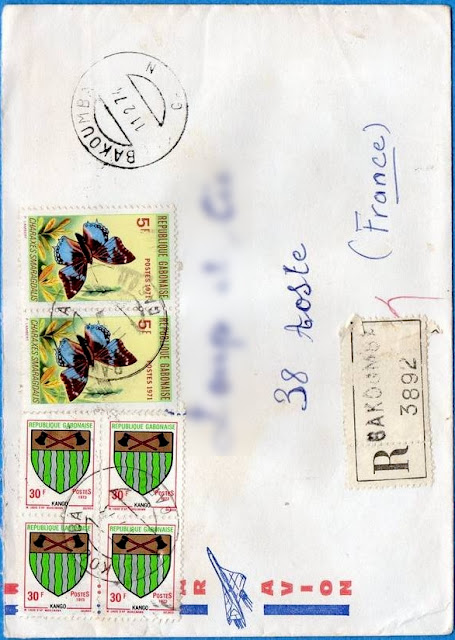 BAKOUMBA
11 2 74
5F
REPUBLIQUE GABONAISE
POSTES 1971
CHARAXES SMARAGDALIS
5F
REPUBLIQUE GABONAISE
POSTES 1971
CHARAXES SMARAGDALIS
38 Aoste
(France)
R
BAKOUMBA
3892
REPUBLIQUE GABONAISE
30F
POSTES
KANGO
REPUBLIQUE GABONAISE
30F
POSTES
KANGO
REPUBLIQUE GABONAISE
30F
POSTES
KANGO
REPUBLIQUE GABONAISE
30F
POSTES
KANGO
AR AVION